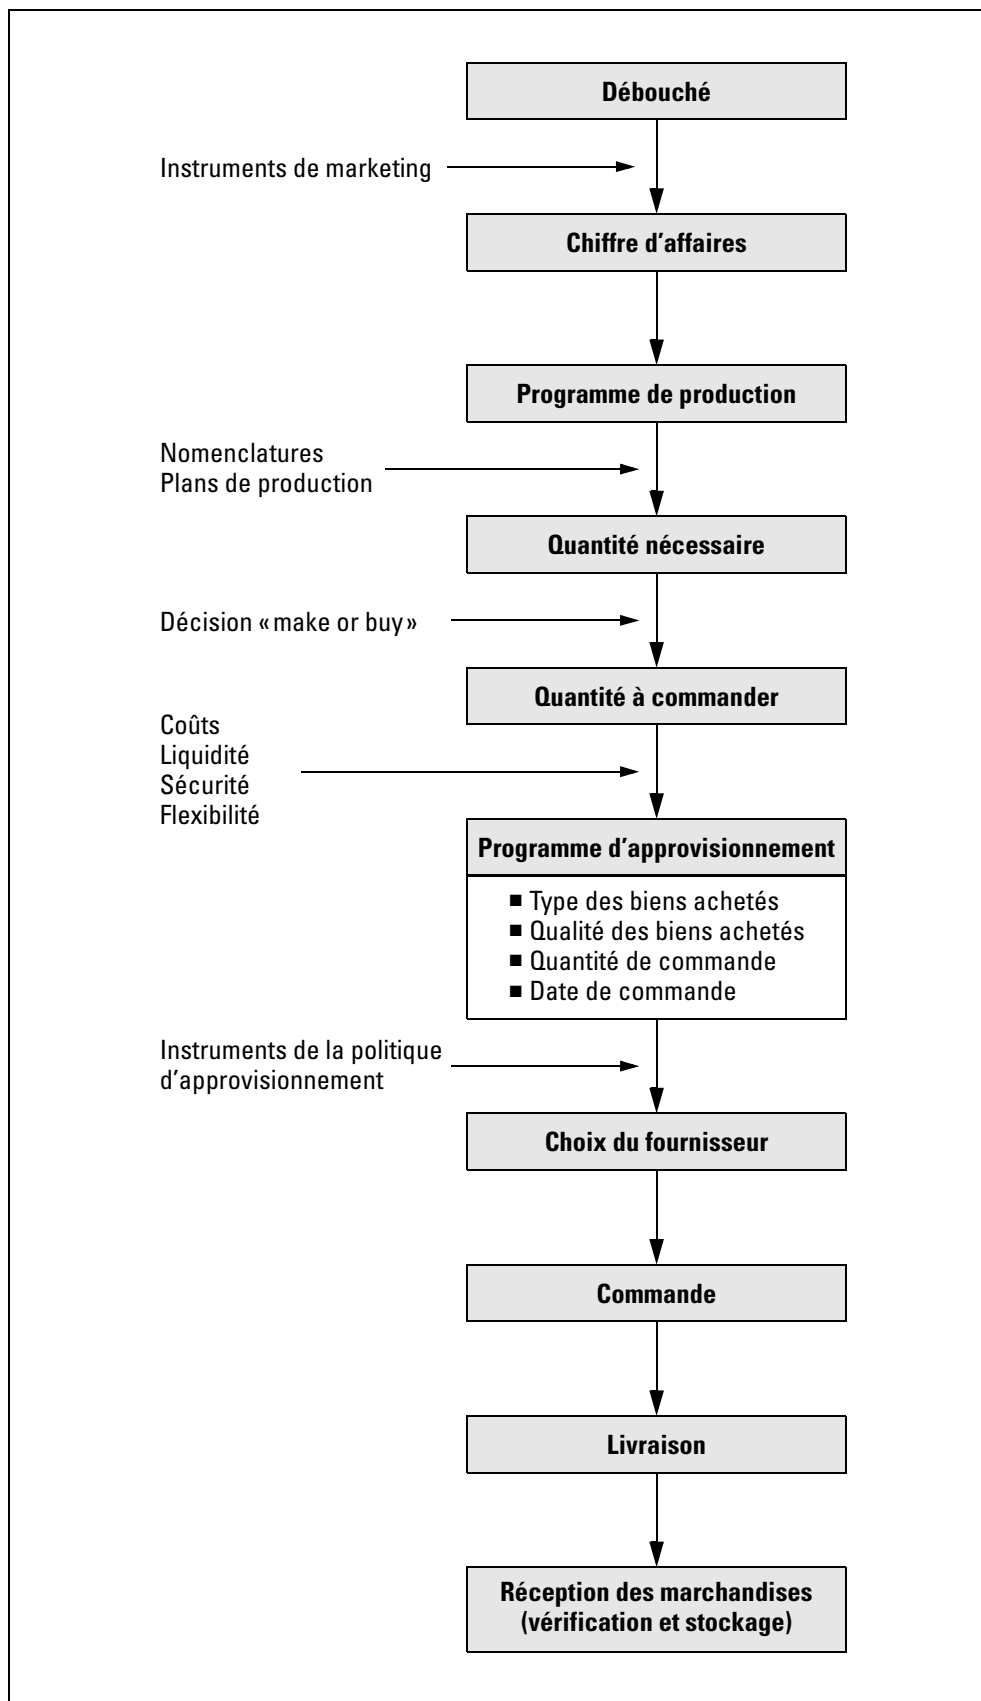 Débouché
Instruments de marketing
Chiffre d’affaires
Programme de production
Nomenclatures
Plans de production
Quantité nécessaire
Décision «make or buy»
Quantité à commander
Coûts
Liquidité
Sécurité
Flexibilité
Programme d’approvisionnement
■ Type des biens achetés
■ Qualité des biens achetés
■ Quantité de commande
■ Date de commande
Instruments de la politique
d’approvisionnement
Choix du fournisseur
Commande
Livraison
Réception des marchandises
(vérification et stockage)